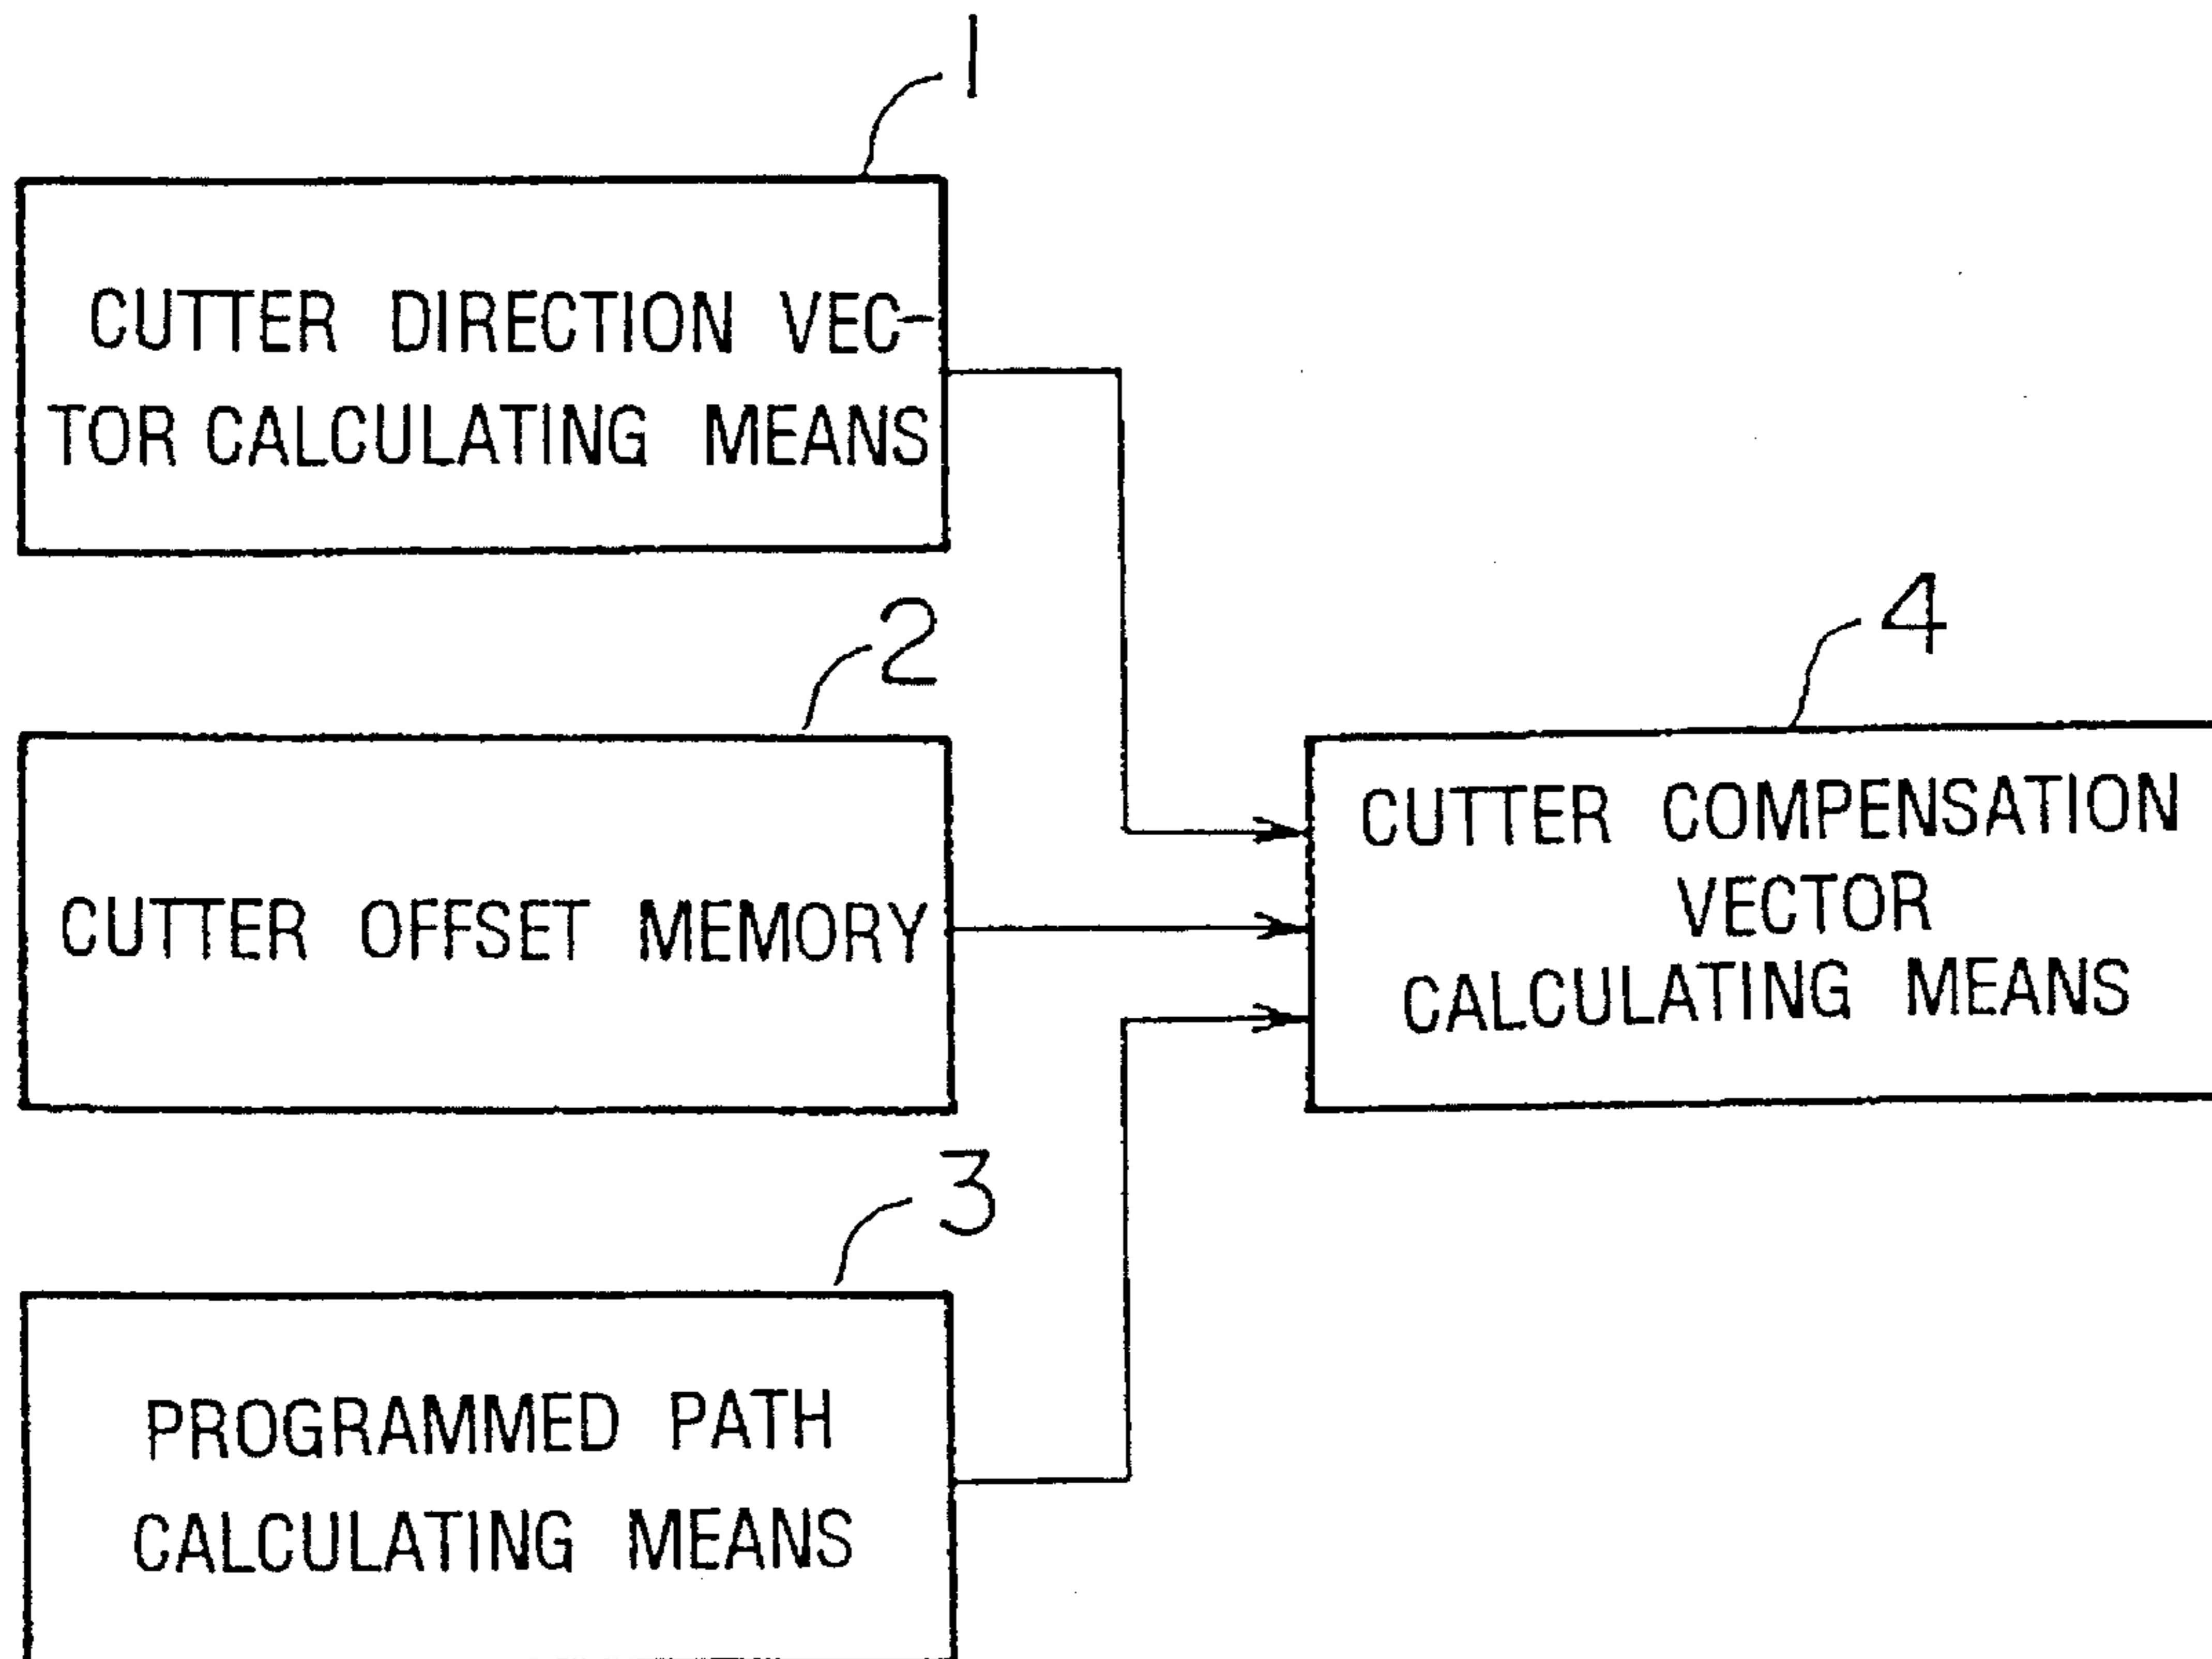 1
CUTTER DIRECTION VEC-
TOR CALCULATING MEANS
2
CUTTER OFFSET MEMORY
3
PROGRAMMED PATH
CALCULATING MEANS
4
CUTTER COMPENSATION
VECTOR
CALCULATING MEANS